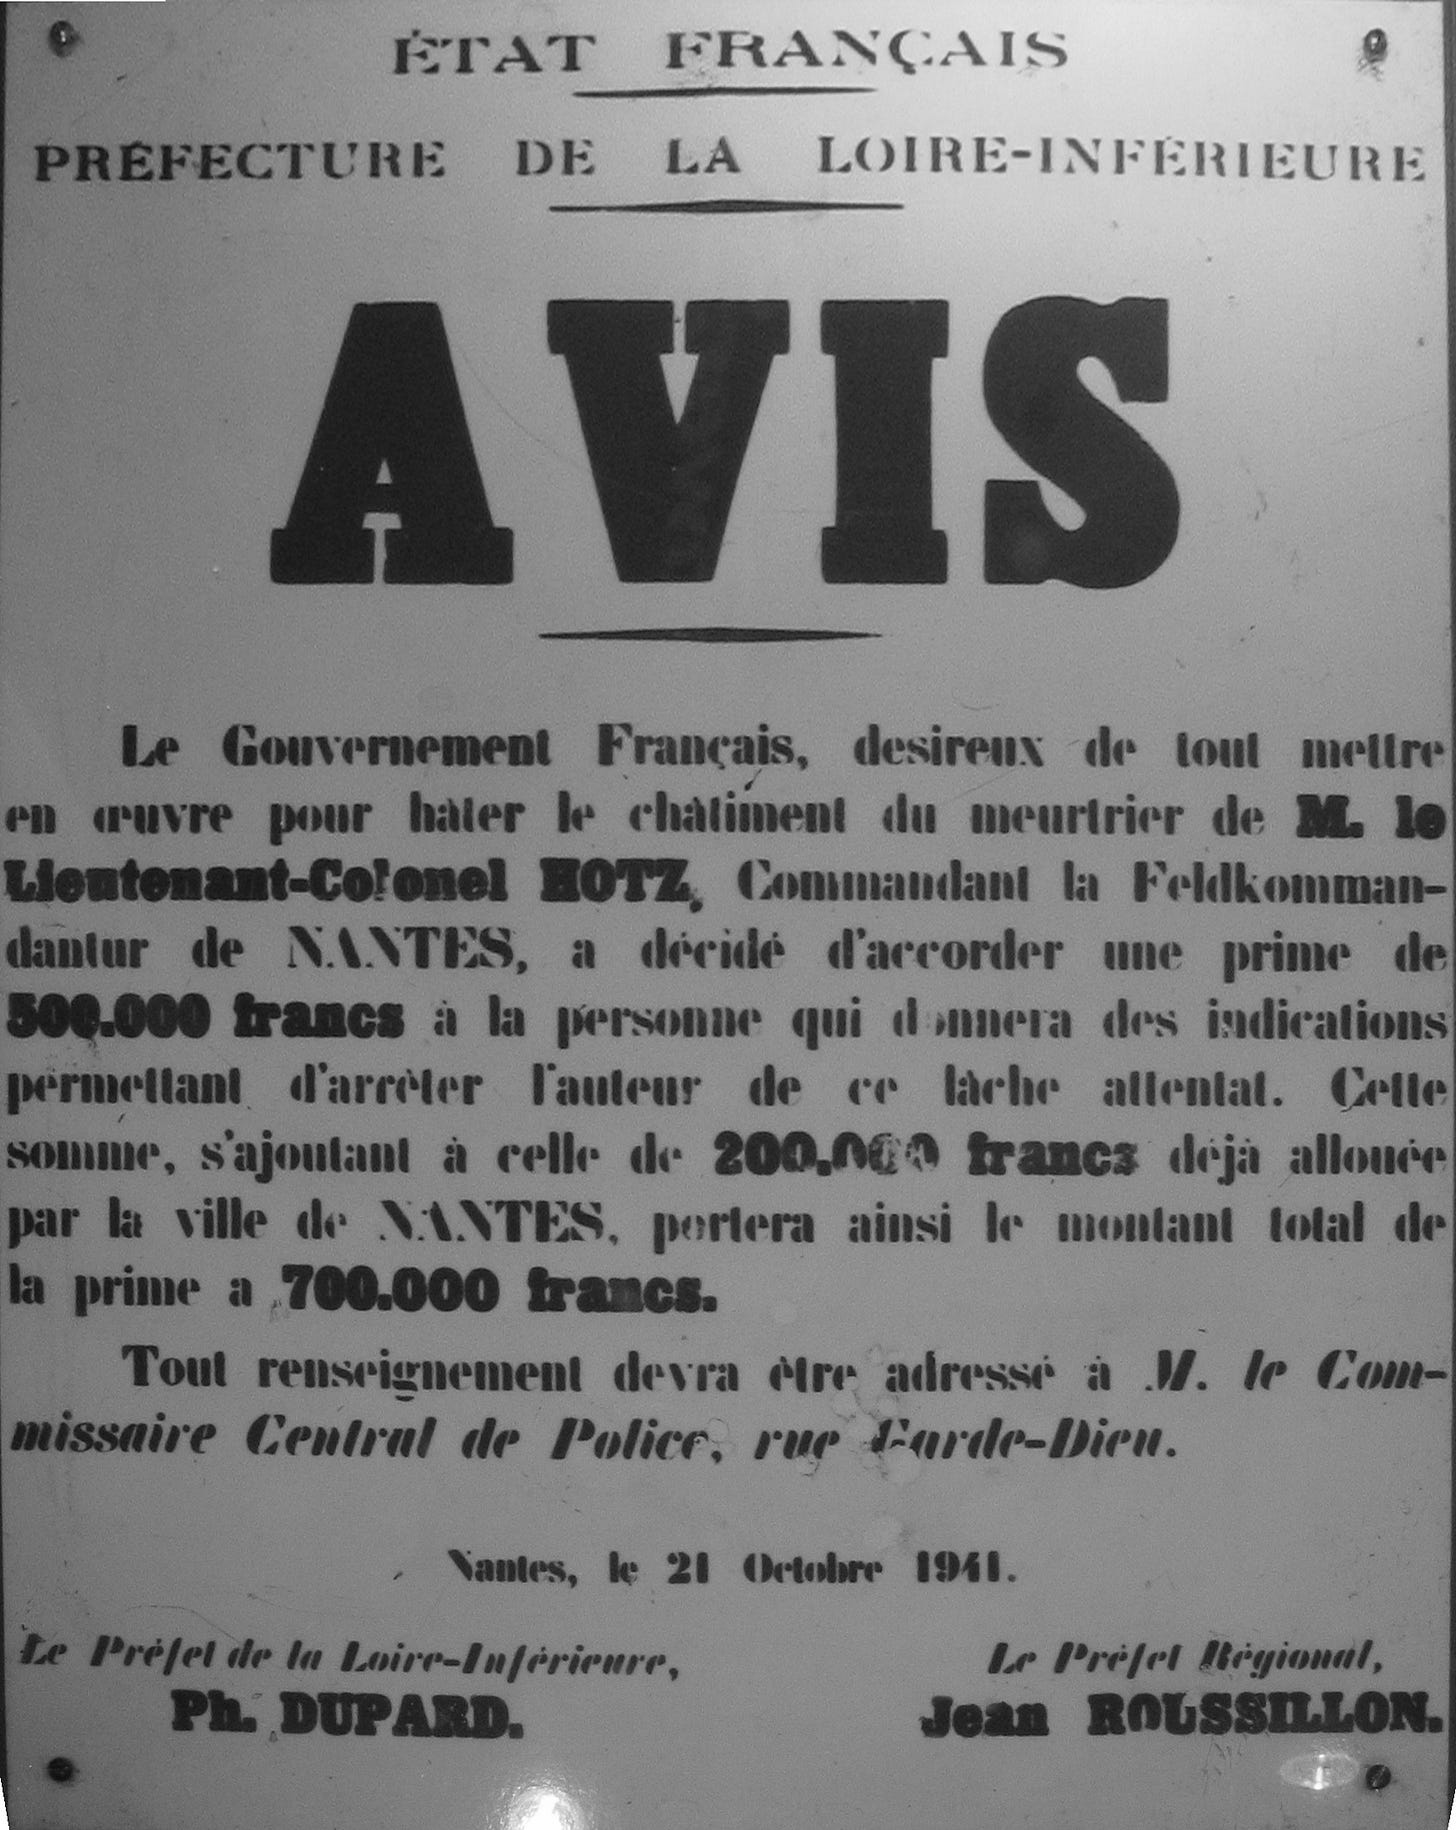 ÉTAT FRANÇAIS
PRÉFECTURE DE LA LOIRE-INFÉRIEURE
AVIS
Le Gouvernement Français, desireux de tout mettre
en œuvre pour hâter le châtiment du meurtrier de M. le
Lieutenant-Colonel HOTZ, Commandant la Feldkomman-
dantur de NANTES, a décidé d'accorder une prime de
500.000 francs à la personne qui donnera des indications
permettant d'arrêter l'auteur de ce lâche attentat. Cette
somme, s'ajoutant à celle de 200.000 francs déjà allouée
par la ville de NANTES, portera ainsi le montant total de
la prime a 700.000 francs.
Tout renseignement devra être adressé à M. le Com-
missaire Central de Police, rue Garde-Dieu.
Nantes, le 21 Octobre 1941.
Le Préfet de la Loire-Inférieure,
Ph. DUPARD.
Le Préfet Régional,
Jean ROUSSILLON.